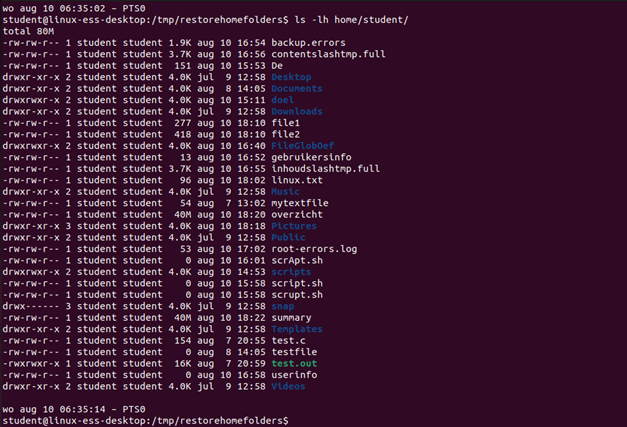 wo aug 10 06:35:02 - PTS0
student@linux-ess-desktop:/tmp/restorehomefolders$ ls -lh home/student/
total 80M
-rw-rw-r-- 1 student student 1.9K aug 10 16:54 backup.errors
-rw-rw-r-- 1 student student 3.7K aug 10 16:56 contentslashtmp.full
-rw-rw-r-- 1 student student  151 aug 10 15:53 De
drwxr-xr-x 2 student student 4.0K jul  9 12:58 Desktop
drwxr-xr-x 2 student student 4.0K aug  8 14:05 Documents
drwxrwxr-x 2 student student 4.0K aug 10 15:11 doel
drwxr-xr-x 2 student student 4.0K jul  9 12:58 Downloads
-rw-rw-r-- 1 student student  277 aug 10 18:10 file1
-rw-rw-r-- 1 student student  418 aug 10 18:10 file2
drwxrwxr-x 2 student student 4.0K aug 10 16:40 FileGlobOef
-rw-rw-r-- 1 student student   13 aug 10 16:52 gebruikersinfo
-rw-rw-r-- 1 student student 3.7K aug 10 16:55 inhoudslashtmp.full
-rw-rw-r-- 1 student student   96 aug 10 18:02 linux.txt
drwxr-xr-x 2 student student 4.0K jul  9 12:58 Music
-rw-rw-r-- 1 student student   54 aug  7 13:02 mytextfile
-rw-rw-r-- 1 student student  40M aug 10 18:20 overzicht
drwxr-xr-x 3 student student 4.0K aug 10 18:18 Pictures
drwxr-xr-x 2 student student 4.0K jul  9 12:58 Public
-rw-rw-r-- 1 student student   53 aug 10 17:02 root-errors.log
-rw-rw-r-- 1 student student    0 aug 10 16:01 scrApt.sh
drwxrwxr-x 2 student student 4.0K aug 10 14:53 scripts
-rw-rw-r-- 1 student student    0 aug 10 15:58 script.sh
-rw-rw-r-- 1 student student    0 aug 10 15:58 scrupt.sh
drwx------ 3 student student 4.0K jul  9 12:58 snap
-rw-rw-r-- 1 student student  40M aug 10 18:22 summary
drwxr-xr-x 2 student student 4.0K jul  9 12:58 Templates
-rw-rw-r-- 1 student student  154 aug  7 20:55 test.c
-rw-rw-r-- 1 student student    0 aug  8 14:05 testfile
-rwxrwxr-x 1 student student  16K aug  7 20:59 test.out
-rw-rw-r-- 1 student student    0 aug 10 16:58 userinfo
drwxr-xr-x 2 student student 4.0K jul  9 12:58 Videos
wo aug 10 06:35:14 - PTS0
student@linux-ess-desktop:/tmp/restorehomefolders$